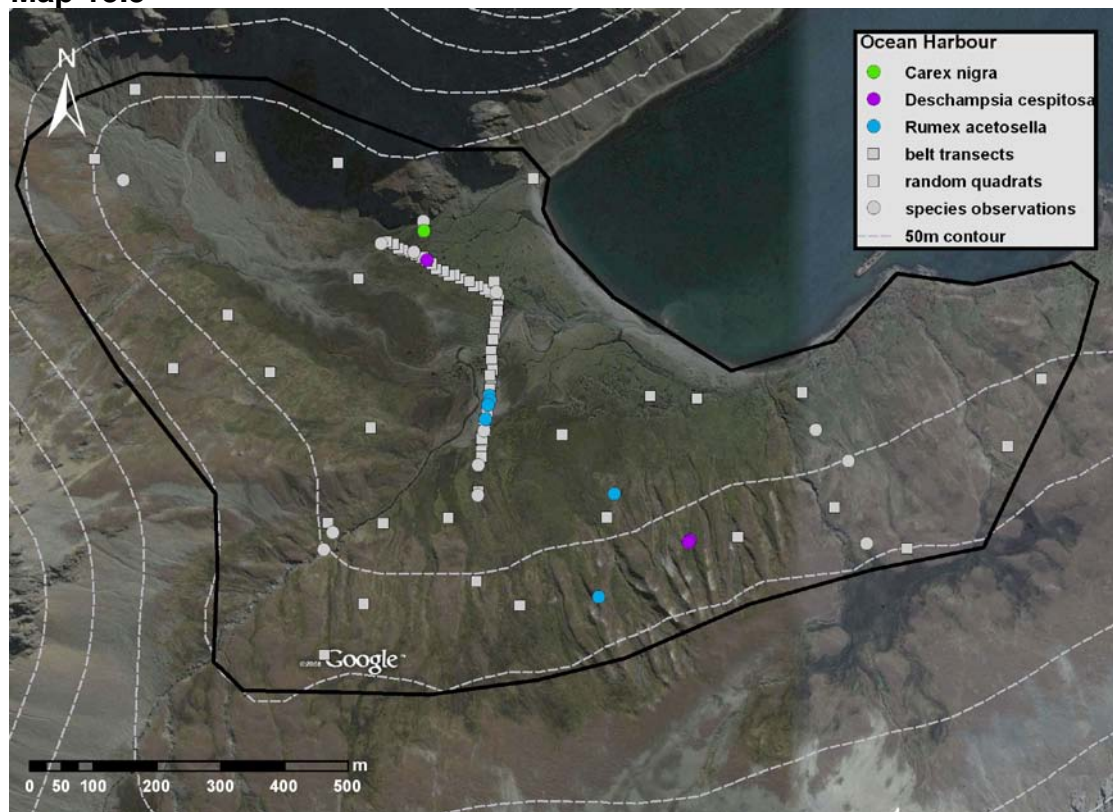 N
Ocean Harbour
Carex nigra
Deschampsia cespitosa
Rumex acetosella
belt transects
random quadrats
species observations
50m contour
Google™
0 50 100 200 300 400 500 m